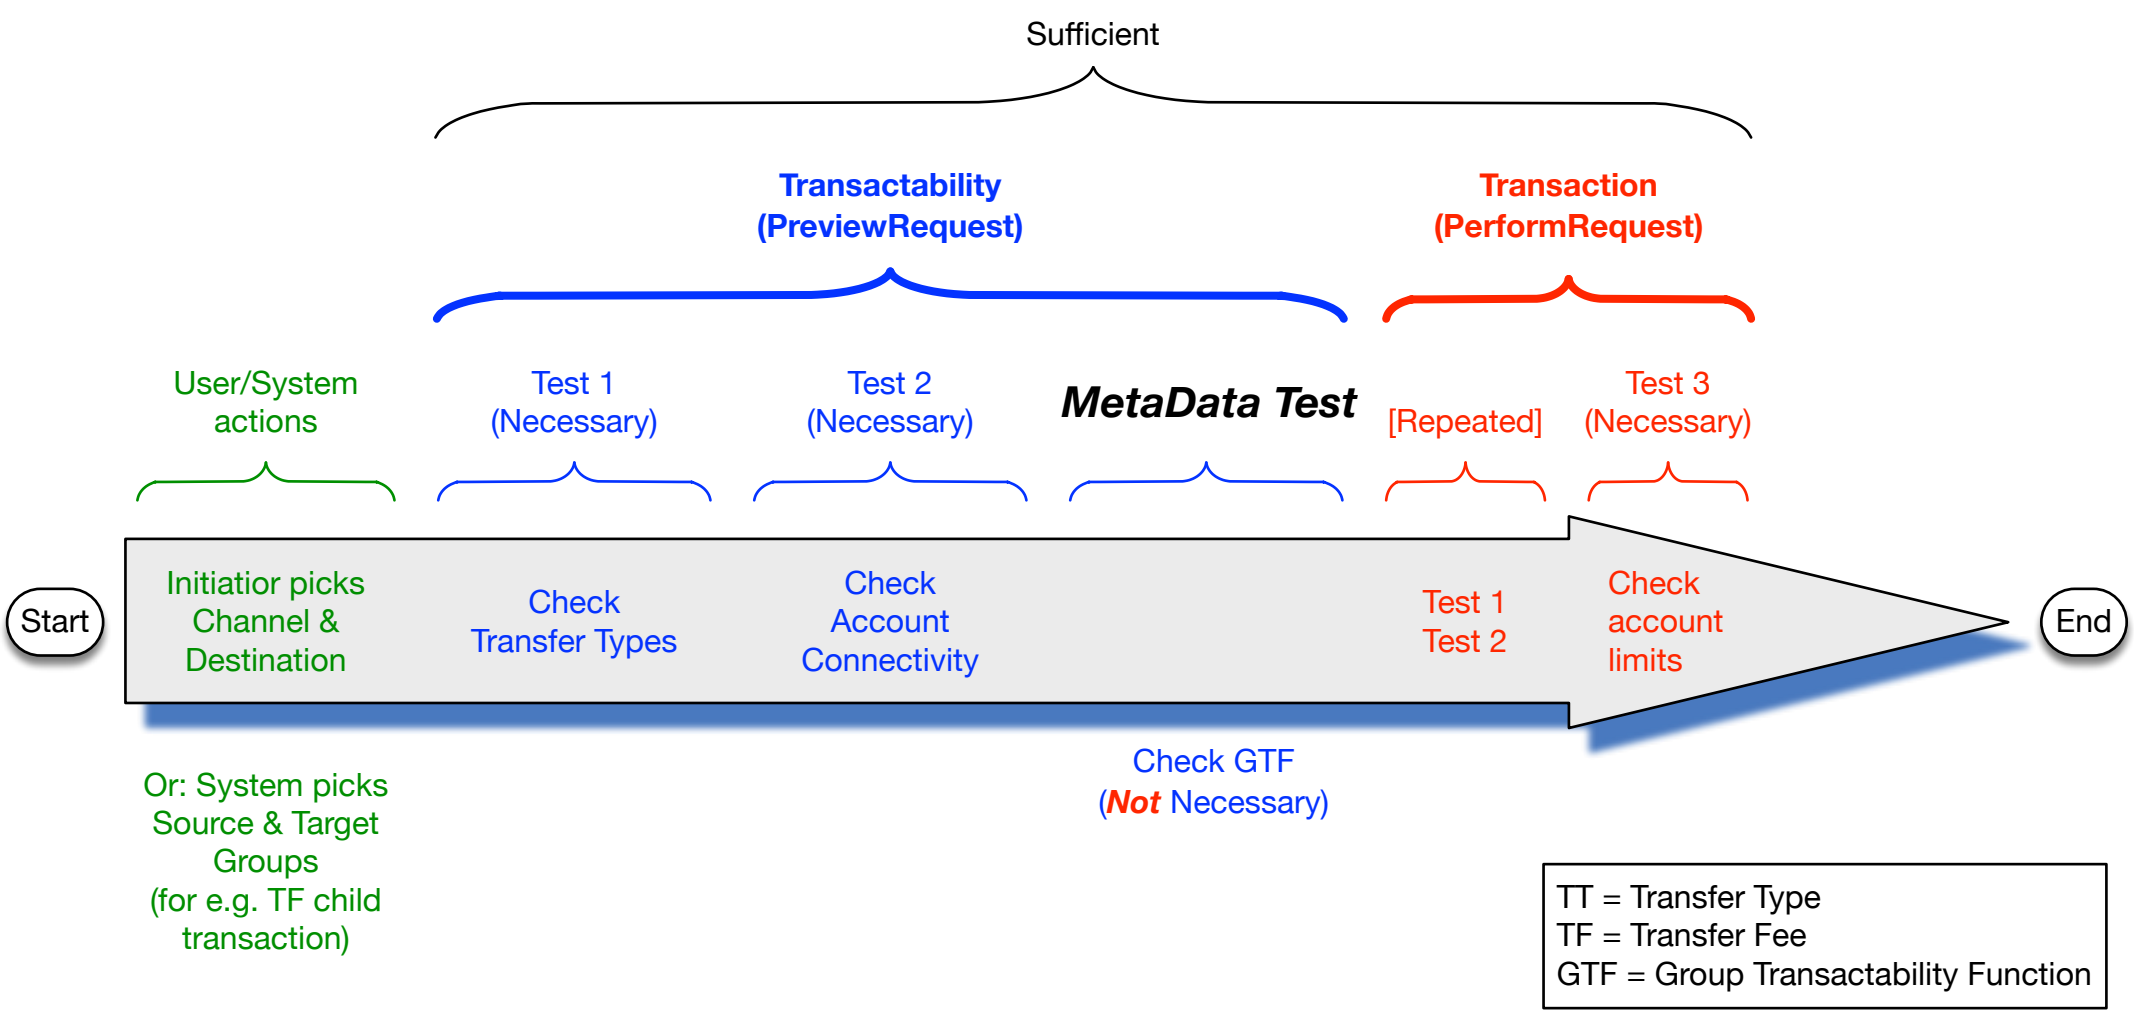 Sufficient
Transactability
(PreviewRequest)
Transaction
(PerformRequest)
User/System
actions
Test 1
(Necessary)
Test 2
(Necessary)
MetaData Test
[Repeated]
Test 3
(Necessary)
Start
Initiatior picks
Channel &
Destination
Check
Transfer Types
Check
Account
Connectivity
Test 1
Test 2
Check
account
limits
End
Or: System picks
Source & Target
Groups
(for e.g. TF child
transaction)
Check GTF
(Not Necessary)
TT = Transfer Type
TF = Transfer Fee
GTF = Group Transactability Function